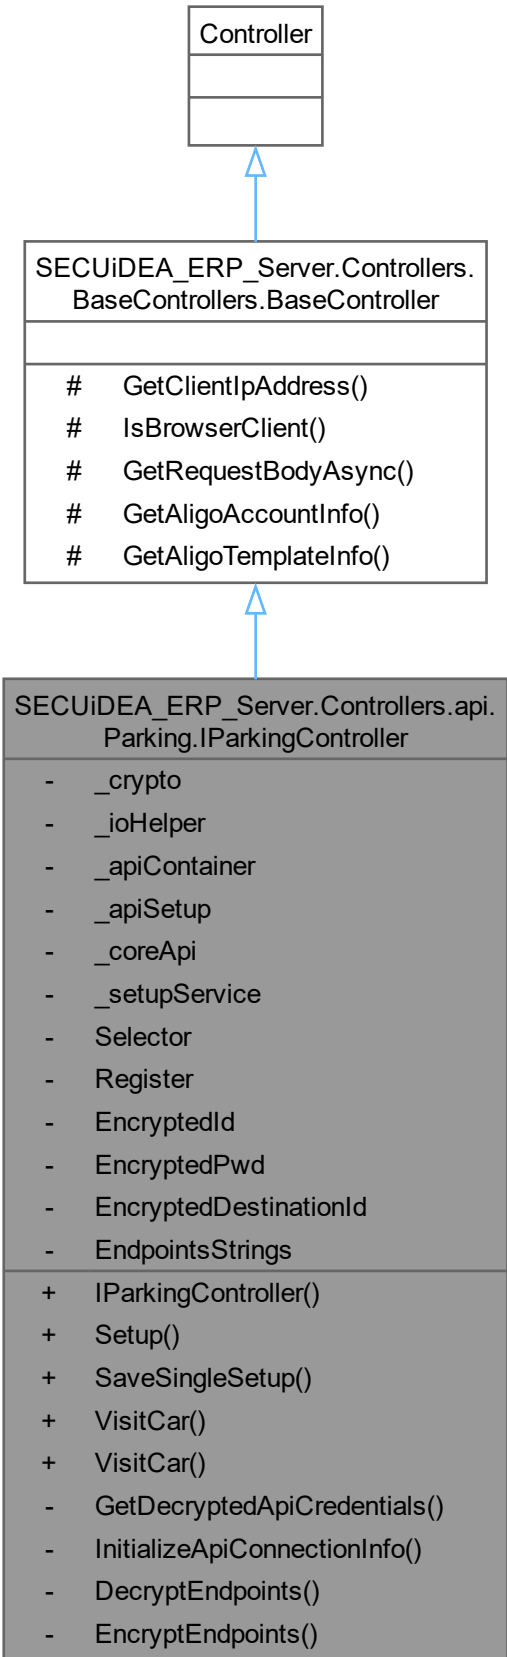 Controller
SECUiDEA_ERP_Server.Controllers.
BaseControllers.BaseController
# GetClientIpAddress()
# IsBrowserClient()
# GetRequestBodyAsync()
# GetAligoAccountInfo()
# GetAligoTemplateInfo()
SECUiDEA_ERP_Server.Controllers.api.
Parking.IParkingController
- _crypto
- _ioHelper
- _apiContainer
- _apiSetup
- _coreApi
- _setupService
- Selector
- Register
- EncryptedId
- EncryptedPwd
- EncryptedDestinationId
- EndpointsStrings
+ IParkingController()
+ Setup()
+ SaveSingleSetup()
+ VisitCar()
+ VisitCar()
- GetDecryptedApiCredentials()
- InitializeApiConnectionInfo()
- DecryptEndpoints()
- EncryptEndpoints()